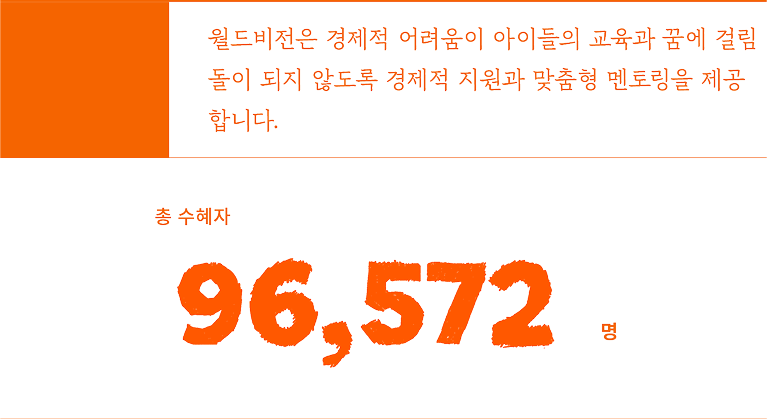 월드비전은 경제적 어려움이 아이들의 교육과 꿈에 걸림
돌이 되지 않도록 경제적 지원과 맞춤형 멘토링을 제공
합니다.
총 수혜자
96,572 명